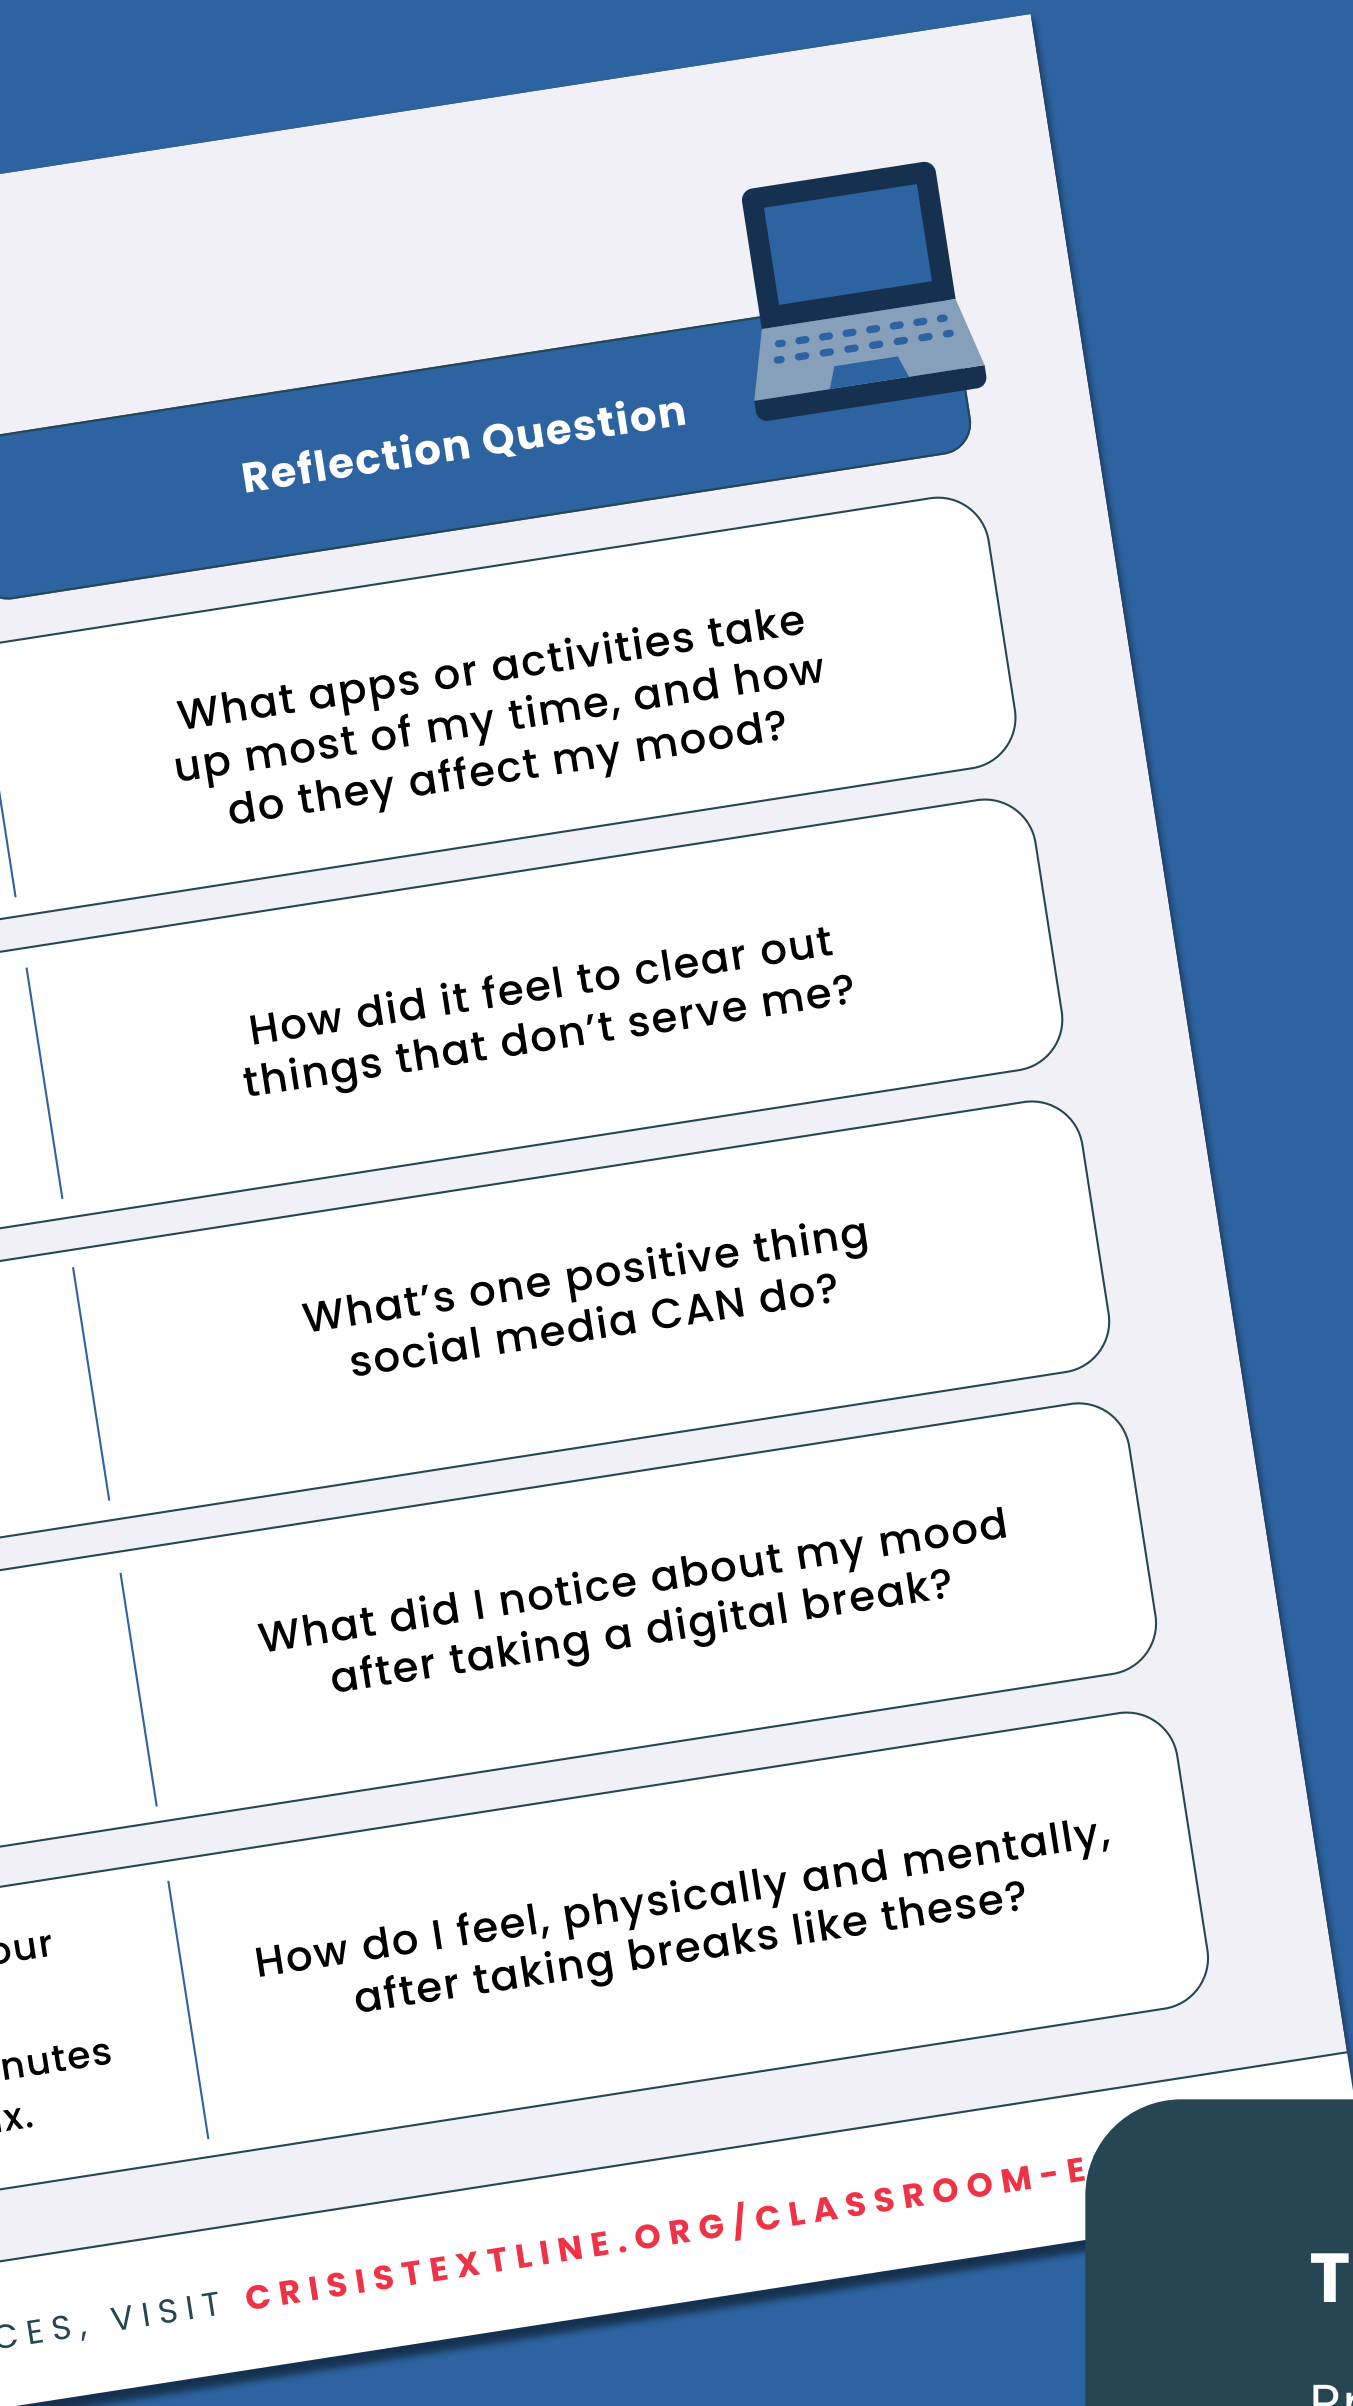 Reflection Question
What apps or activities take
up most of my time, and how
do they affect my mood?
How did it feel to clear out
things that don’t serve me?
What’s one positive thing
social media CAN do?
What did I notice about my mood
after taking a digital break?
our
nutes
x.
How do I feel, physically and mentally,
after taking breaks like these?
CES, VISIT CRISISTEXTLINE.ORG/CLASSROOM-E
T